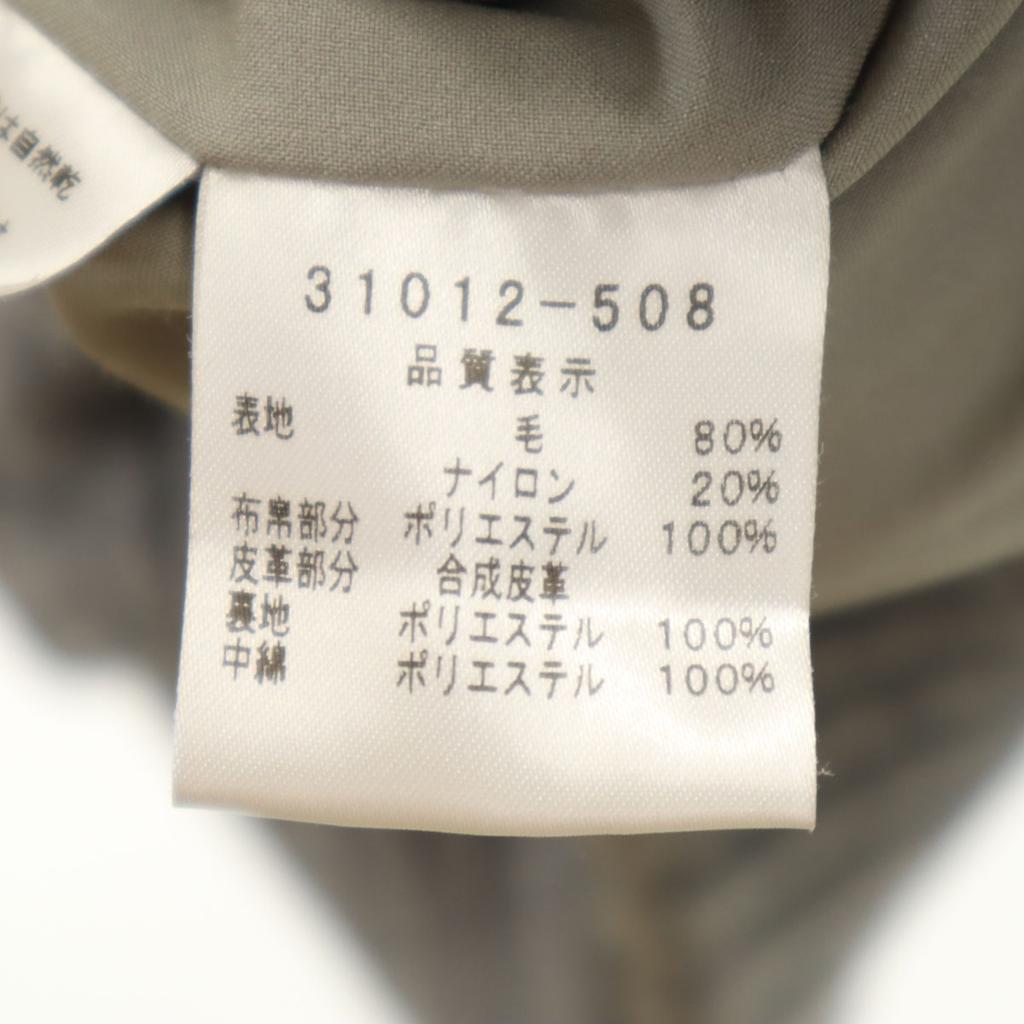 は自然乾
31012-508
品質表示
表地 毛 80%
ナイロン 20%
布帛部分 ポリエステル 100%
皮革部分 合成皮革
裏地 ポリエステル 100%
中綿 ポリエステル 100%